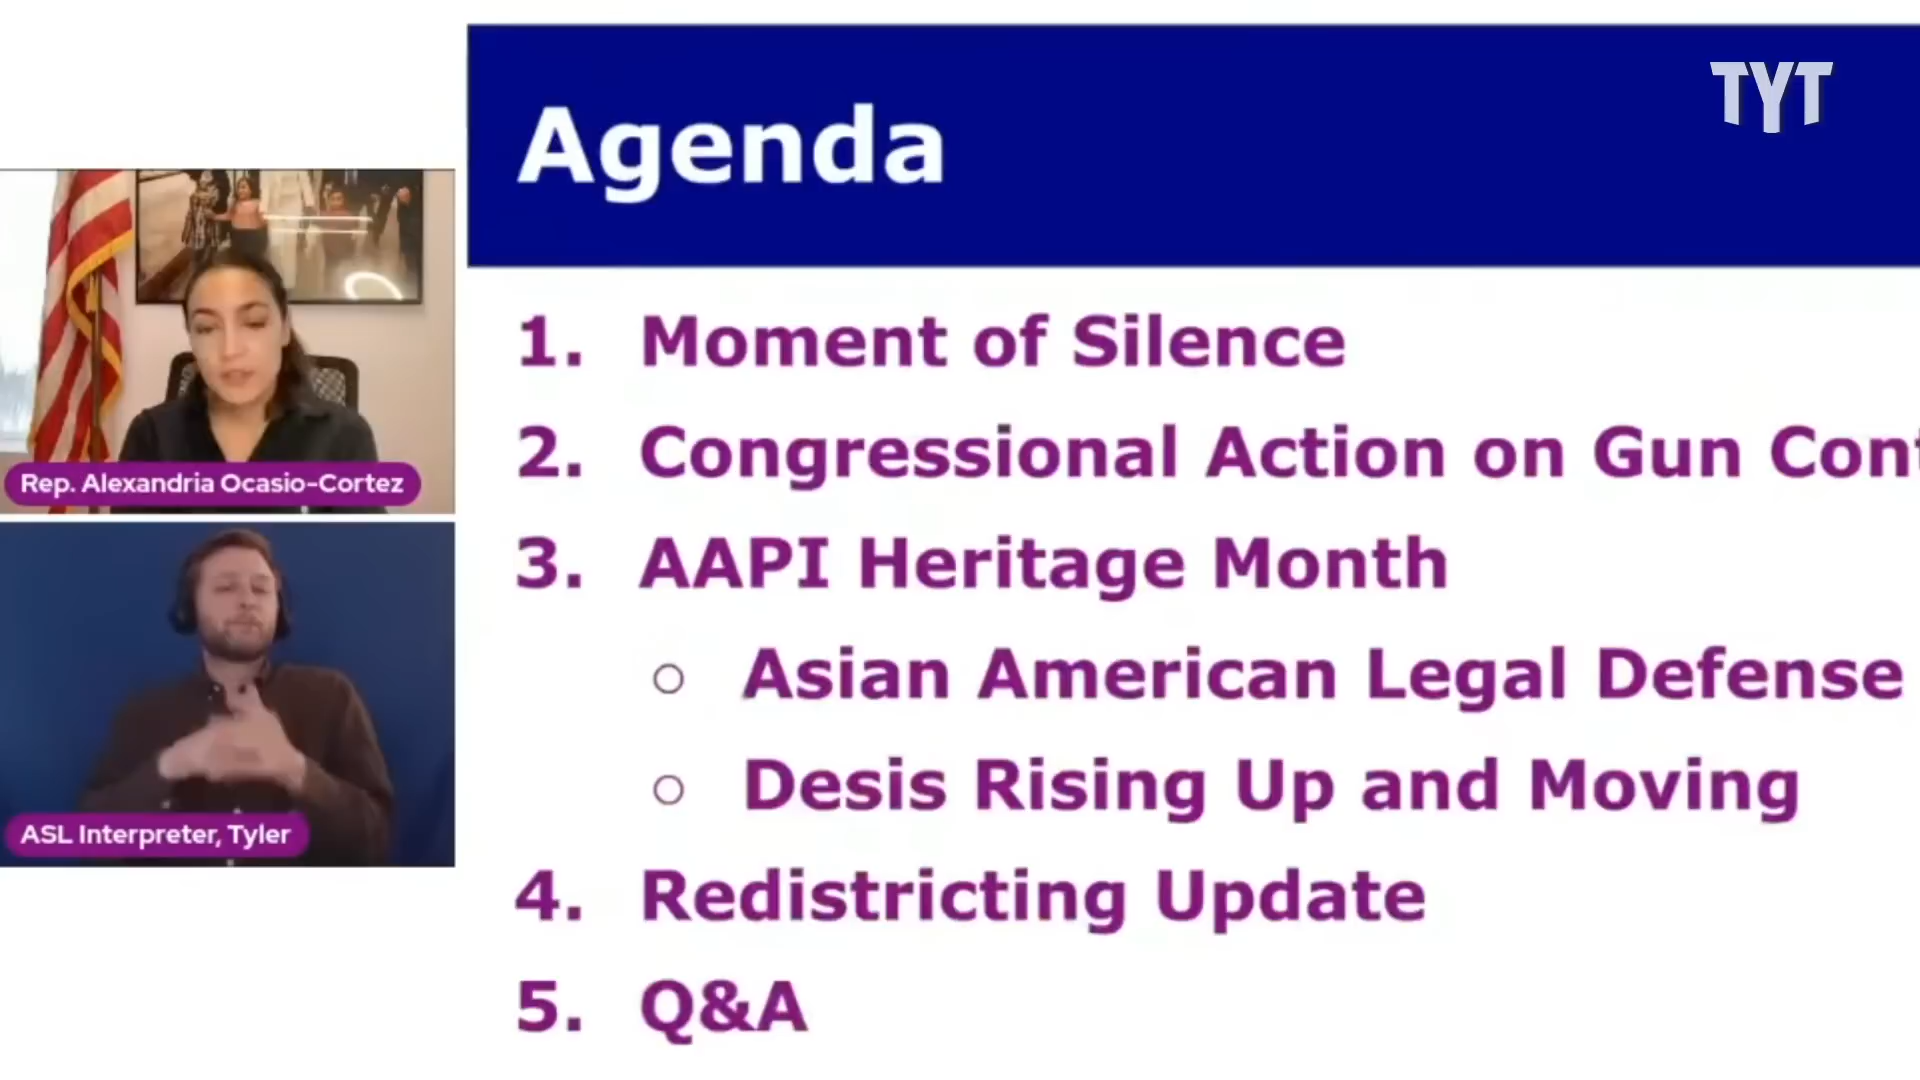 Agenda
TYT
1. Moment of Silence
2. Congressional Action on Gun
3. AAPI Heritage Month
○ Asian American Legal Defense
○ Desis Rising Up and Moving
4. Redistricting Update
5. Q&A
Rep. Alexandria Ocasio-Cortez
ASL Interpreter, Tyler